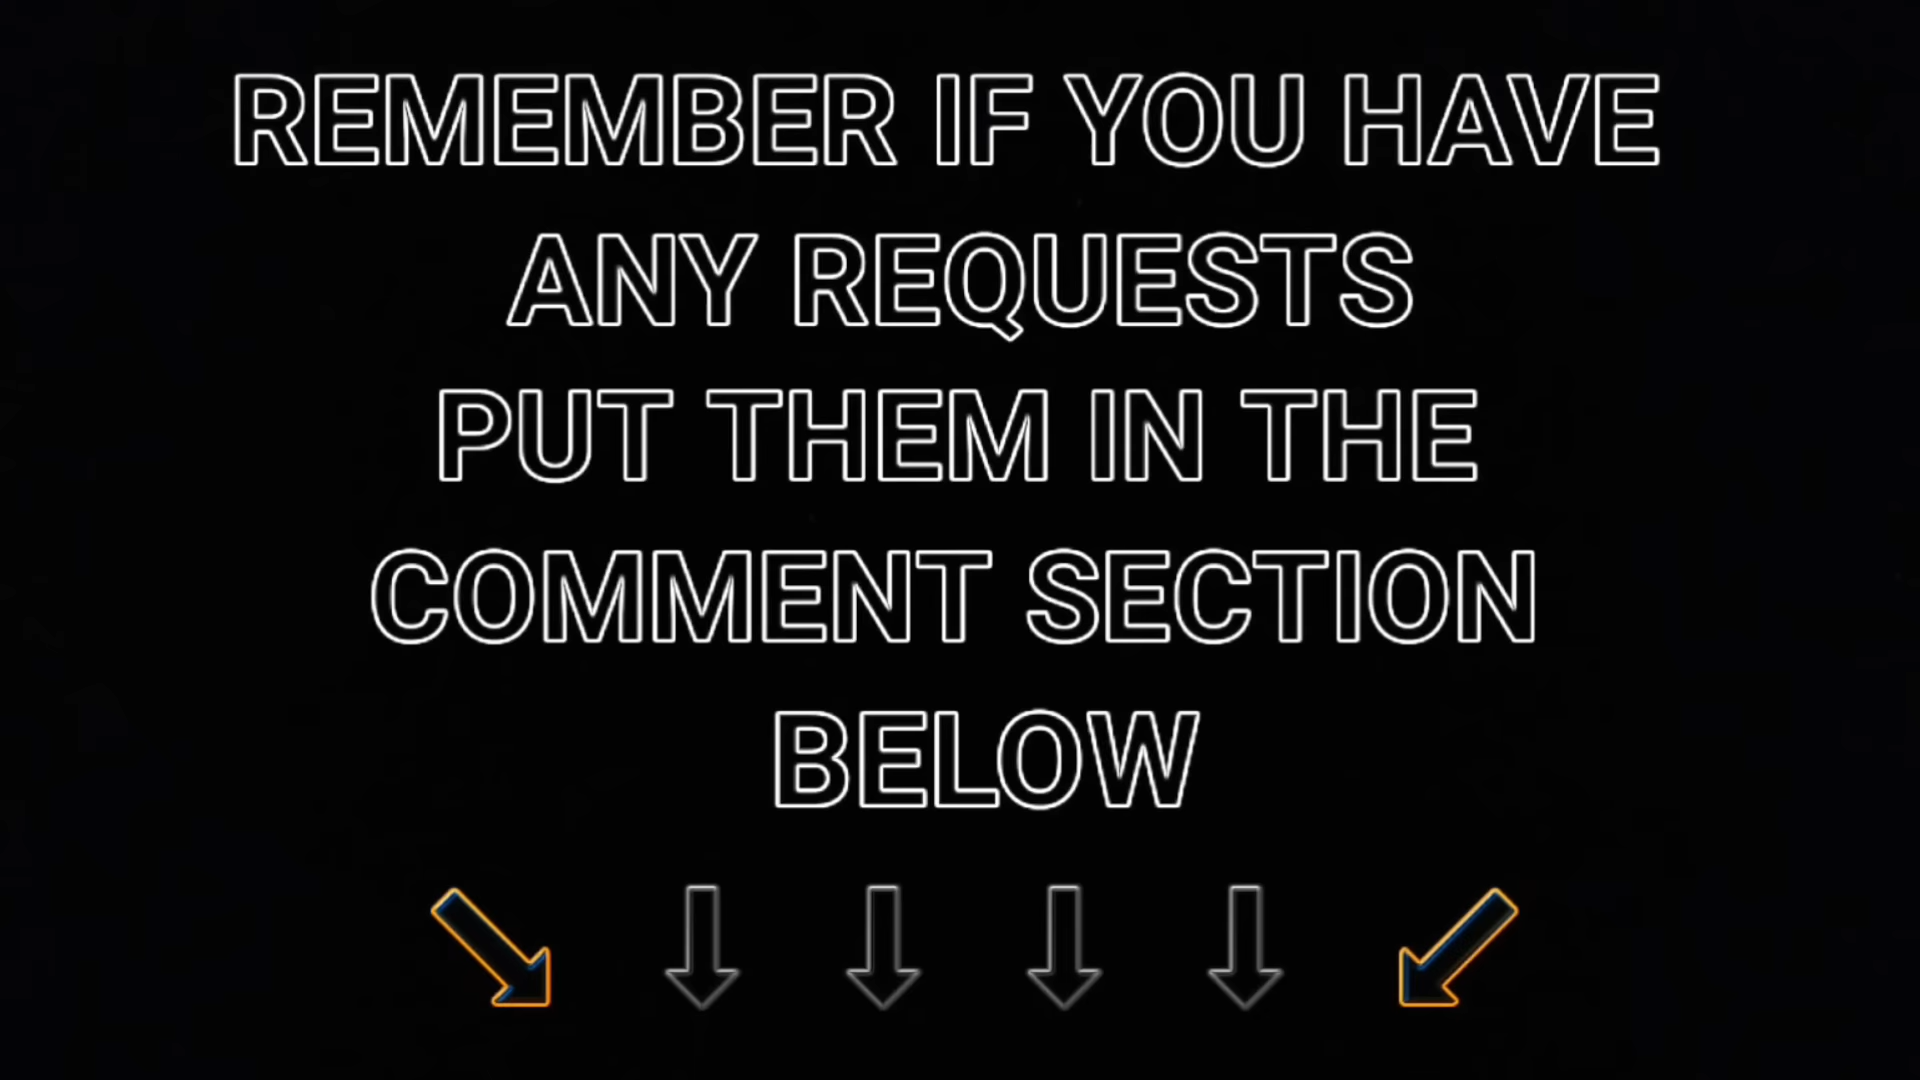 REMEMBER IF YOU HAVE
ANY REQUESTS
PUT THEM IN THE
COMMENT SECTION
BELOW